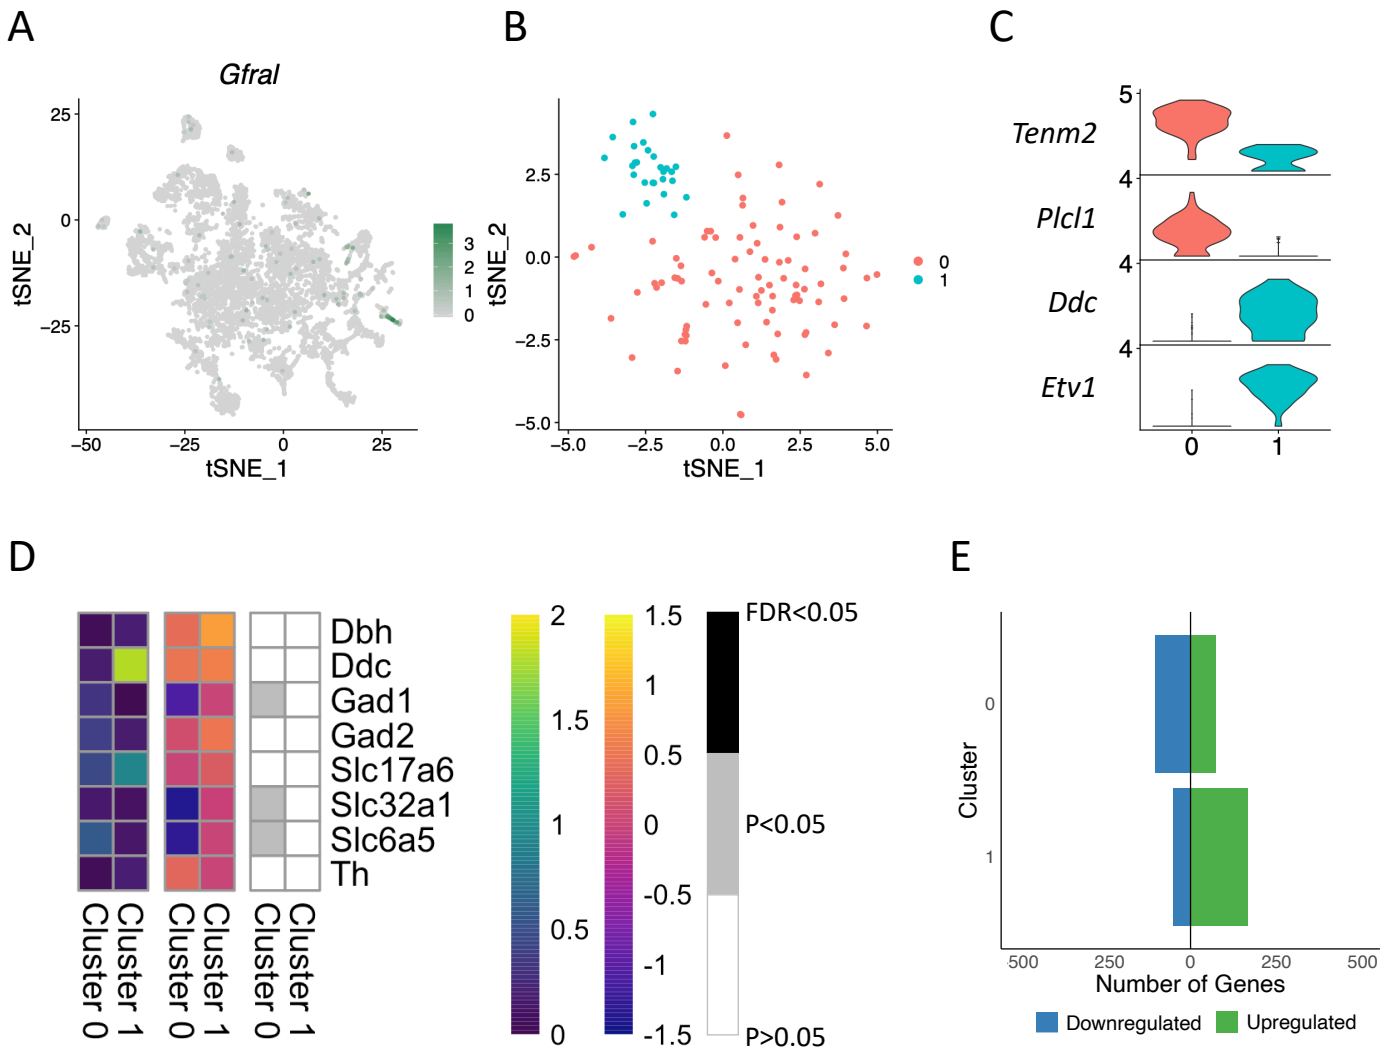 A
Gfral
25
0
−25
tSNE_2
−50
−25
0
25
tSNE_1
3
2
1
0
B
2.5
0.0
−2.5
−5.0
tSNE_2
−5.0
−2.5
0.0
2.5
5.0
tSNE_1
0
1
C
5
Tenm2
4
Plcl1
4
Ddc
4
Etv1
0
1
D
Dbh
Ddc
Gad1
Gad2
Slc17a6
Slc32a1
Slc6a5
Th
Cluster 0
Cluster 1
Cluster 0
Cluster 1
Cluster 0
Cluster 1
2
1.5
1
0.5
0
1.5
1
0.5
0
-0.5
-1
-1.5
FDR<0.05
P<0.05
P>0.05
E
Cluster
0
1
500
250
0
250
500
Number of Genes
Downregulated
Upregulated